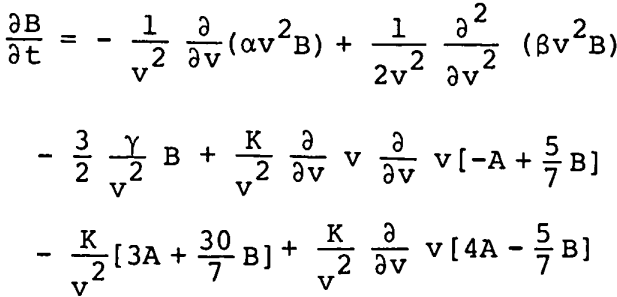 ∂B/∂t = - 1/v² ∂/∂v (αv²B) + 1/2v² ∂²/∂v² (βv²B)
- 3/2 γ/v² B + K/v² ∂/∂v v ∂/∂v v[-A + 5/7 B]
- K/v² [3A + 30/7 B] + K/v² ∂/∂v v[4A - 5/7 B]